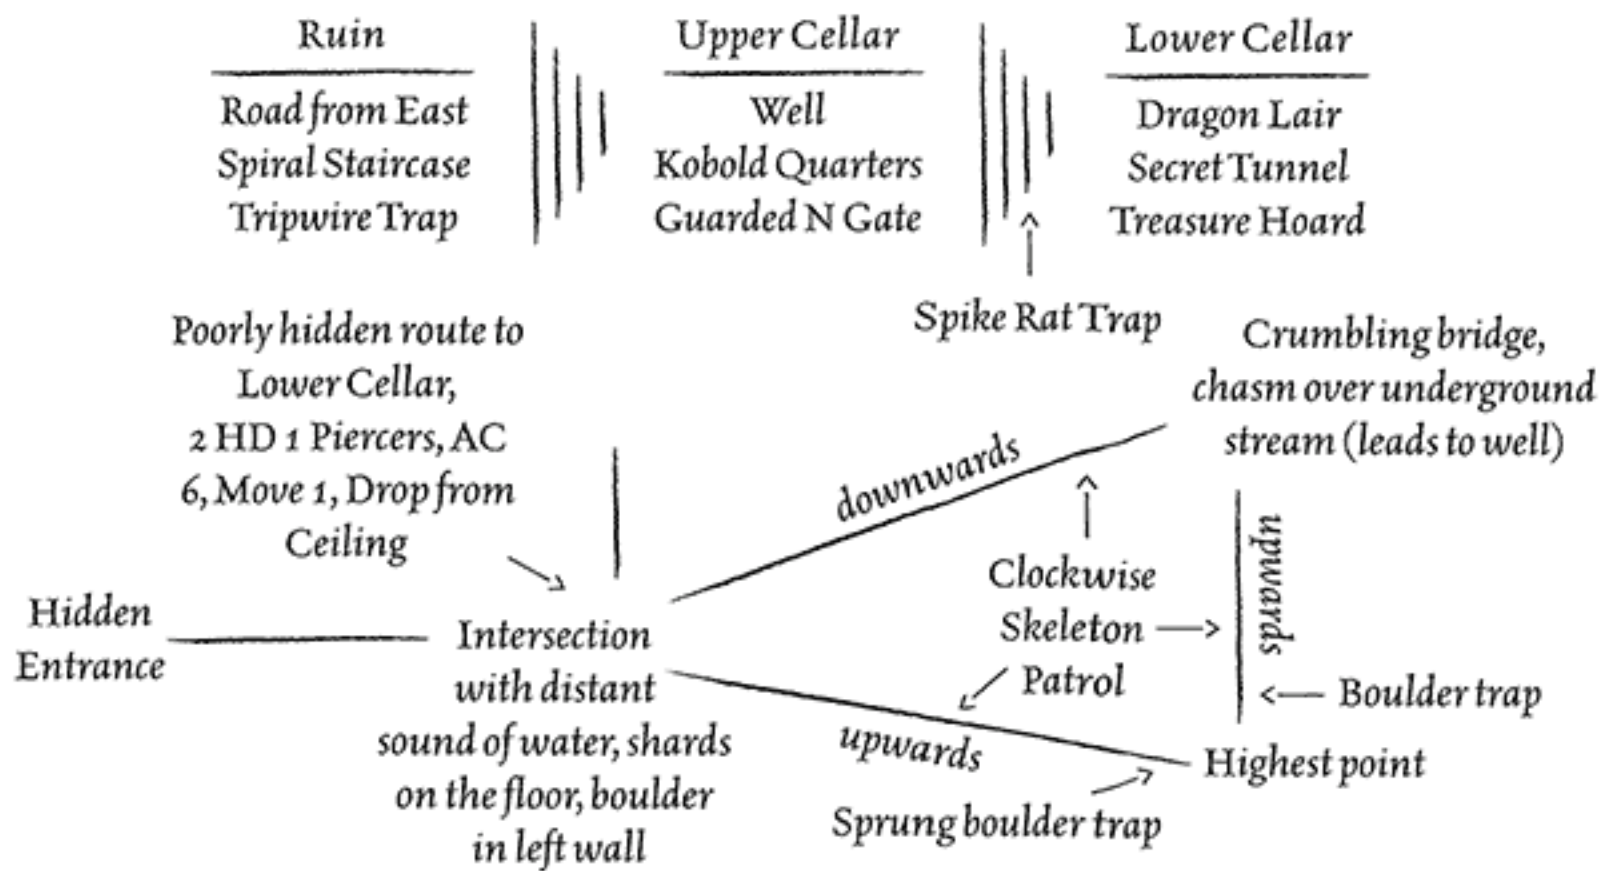 Ruin
Road from East
Spiral Staircase
Tripwire Trap
Upper Cellar
Well
Kobold Quarters
Guarded N Gate
Lower Cellar
Dragon Lair
Secret Tunnel
Treasure Hoard
Spike Rat Trap
Poorly hidden route to
Lower Cellar,
2 HD 1 Piercers, AC
6, Move 1, Drop from
Ceiling
Crumbling bridge,
chasm over underground
stream (leads to well)
downwards
upwards
Clockwise
Skeleton
Patrol
Boulder trap
Hidden
Entrance
Intersection
with distant
sound of water, shards
on the floor, boulder
in left wall
upwards
Highest point
Sprung boulder trap